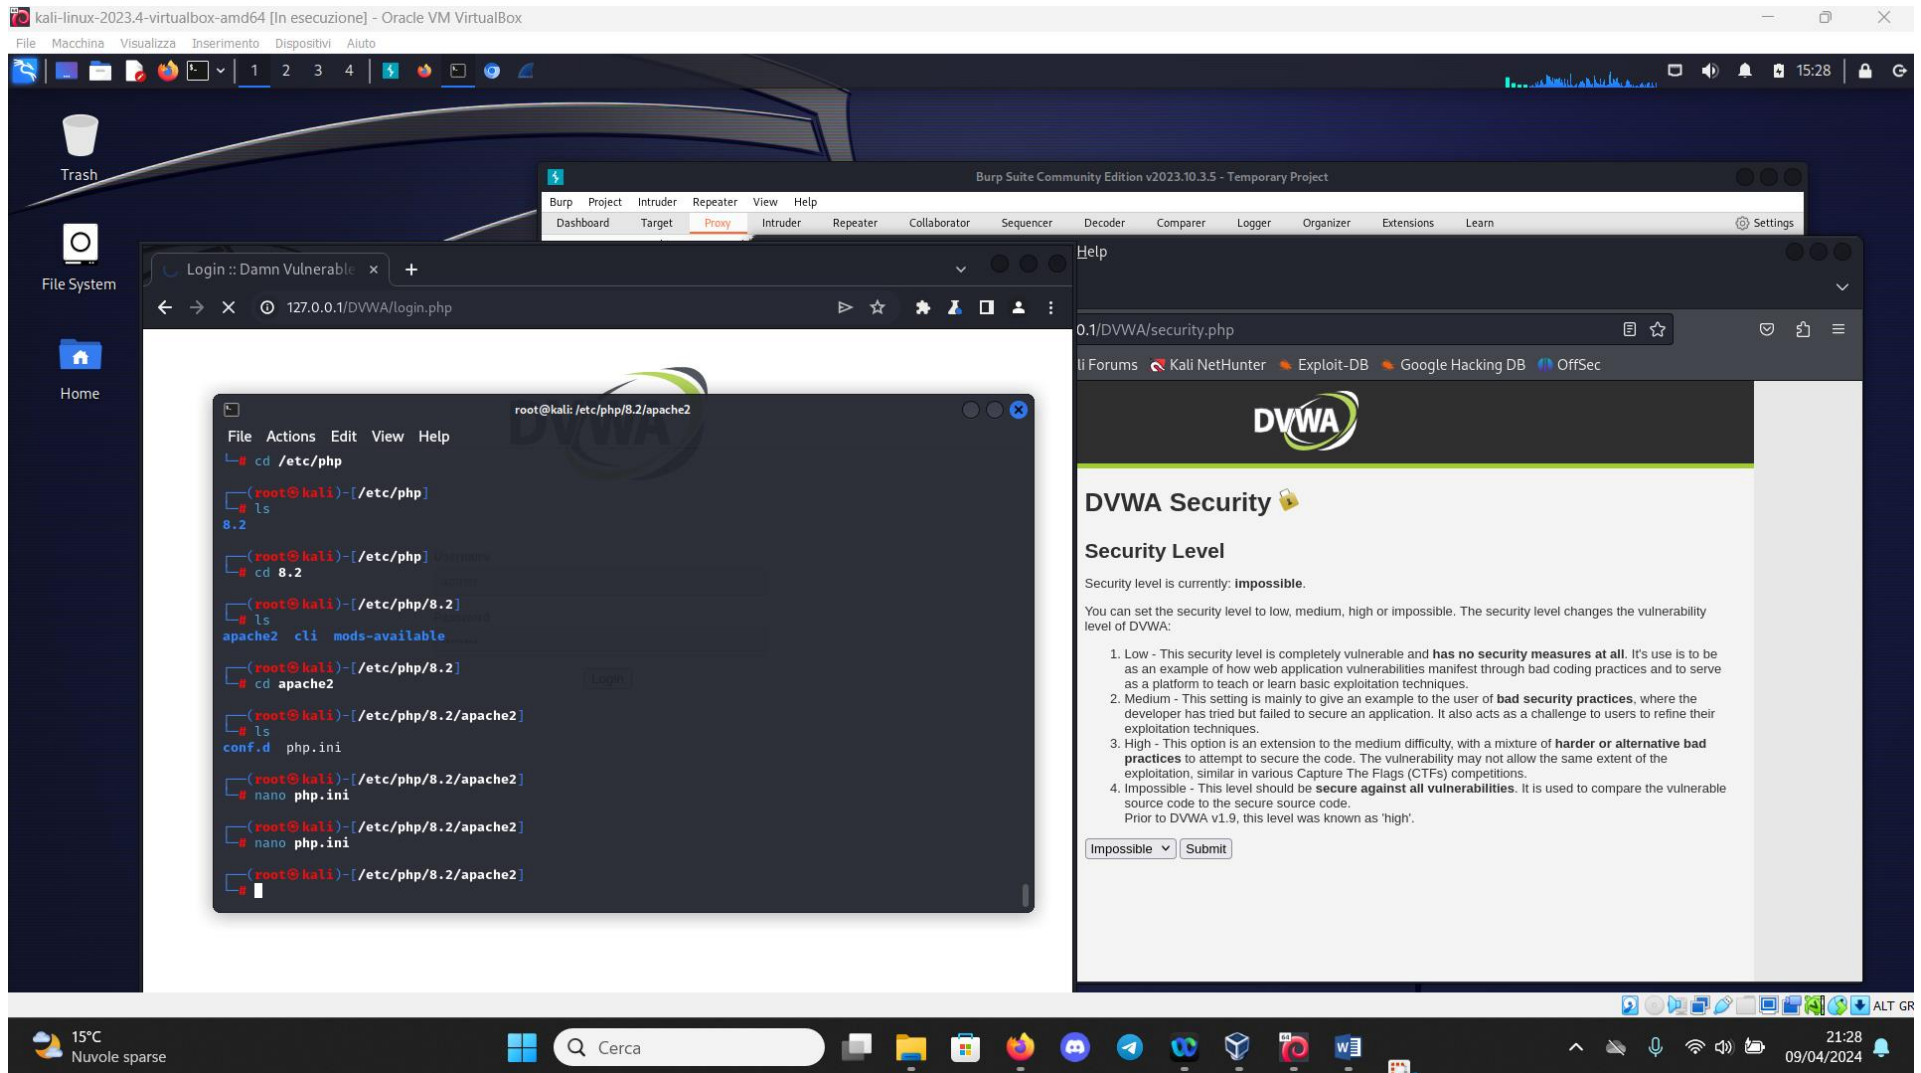 kali-linux-2023.4-virtualbox-amd64 [In esecuzione] - Oracle VM VirtualBox
File Macchina Visualizza Inserimento Dispositivi Aiuto
1 2 3 4
15:28
Trash
File System
Home
Burp Suite Community Edition v2023.10.3.5 - Temporary Project
Burp Project Intruder Repeater View Help
Dashboard Target Proxy Intruder Repeater Collaborator Sequencer Decoder Comparer Logger Organizer Extensions Learn Settings
Login :: Damn Vulnerable
127.0.0.1/DVWA/login.php
DVWA
Username
Password
Login
root@kali: /etc/php/8.2/apache2
File Actions Edit View Help
└─# cd /etc/php
┌──(root㉿kali)-[/etc/php]
└─# ls
8.2
┌──(root㉿kali)-[/etc/php]
└─# cd 8.2
┌──(root㉿kali)-[/etc/php/8.2]
└─# ls
apache2 cli mods-available
┌──(root㉿kali)-[/etc/php/8.2]
└─# cd apache2
┌──(root㉿kali)-[/etc/php/8.2/apache2]
└─# ls
conf.d php.ini
┌──(root㉿kali)-[/etc/php/8.2/apache2]
└─# nano php.ini
┌──(root㉿kali)-[/etc/php/8.2/apache2]
└─# nano php.ini
┌──(root㉿kali)-[/etc/php/8.2/apache2]
└─#
Help
0.1/DVWA/security.php
li Forums Kali NetHunter Exploit-DB Google Hacking DB OffSec
DVWA
DVWA Security
Security Level
Security level is currently: impossible.
You can set the security level to low, medium, high or impossible. The security level changes the vulnerability
level of DVWA:
1. Low - This security level is completely vulnerable and has no security measures at all. It's use is to be
as an example of how web application vulnerabilities manifest through bad coding practices and to serve
as a platform to teach or learn basic exploitation techniques.
2. Medium - This setting is mainly to give an example to the user of bad security practices, where the
developer has tried but failed to secure an application. It also acts as a challenge to users to refine their
exploitation techniques.
3. High - This option is an extension to the medium difficulty, with a mixture of harder or alternative bad
practices to attempt to secure the code. The vulnerability may not allow the same extent of the
exploitation, similar in various Capture The Flags (CTFs) competitions.
4. Impossible - This level should be secure against all vulnerabilities. It is used to compare the vulnerable
source code to the secure source code.
Prior to DVWA v1.9, this level was known as 'high'.
Impossible Submit
ALT GR
15°C
Nuvole sparse
Cerca
21:28
09/04/2024